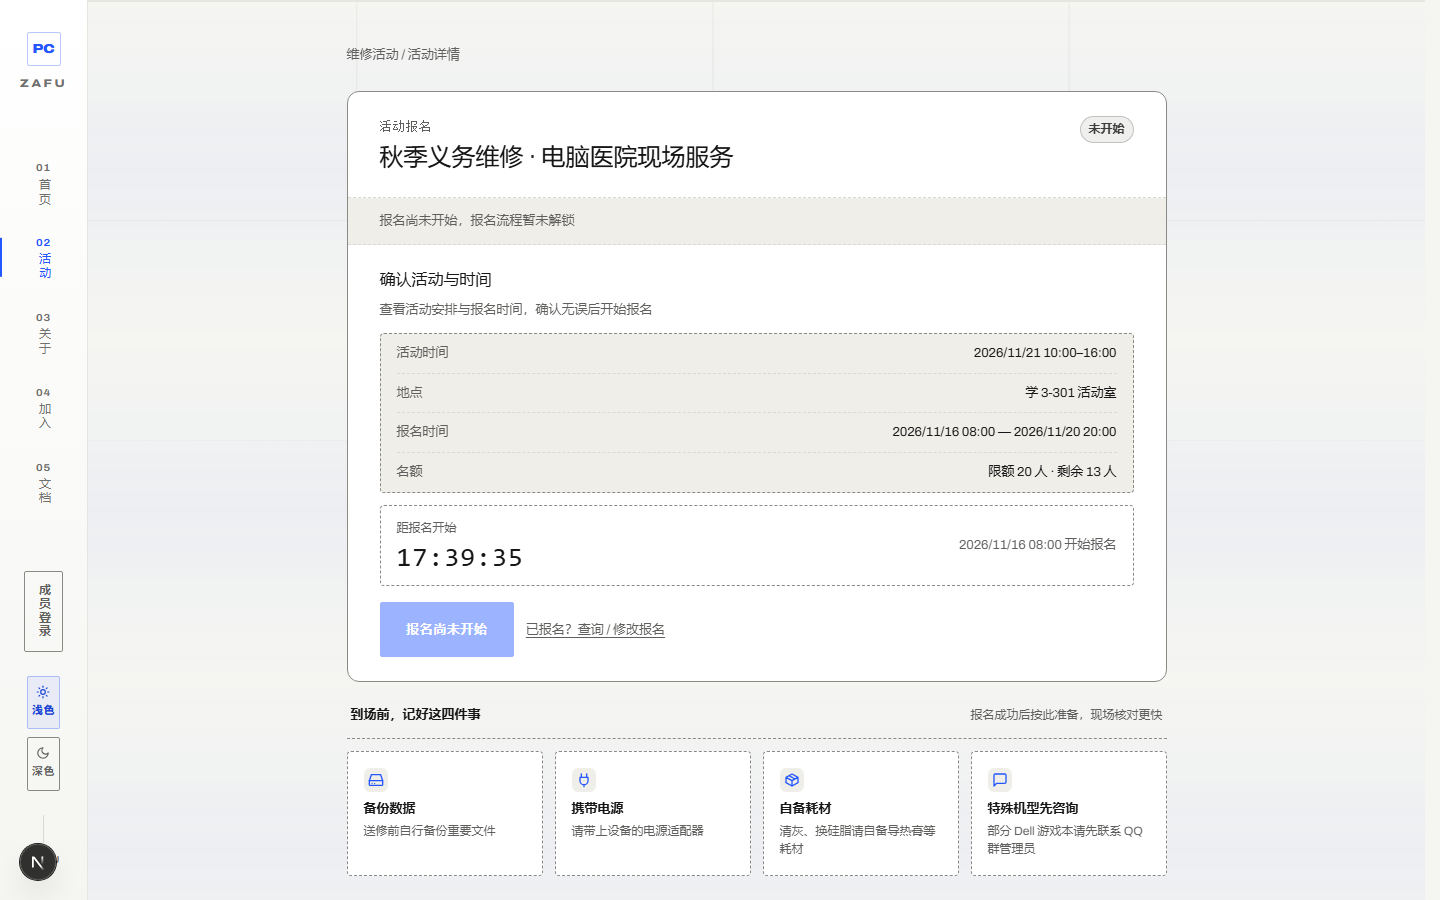 PC
ZAFU
01
首页
02
活动
03
关于
04
加入
05
文档
成员登录
浅色
深色
N
维修活动 / 活动详情
活动报名
秋季义务维修 · 电脑医院现场服务
未开始
报名尚未开始，报名流程暂未解锁
确认活动与时间
查看活动安排与报名时间，确认无误后开始报名
活动时间
2026/11/21 10:00–16:00
地点
学 3-301 活动室
报名时间
2026/11/16 08:00 — 2026/11/20 20:00
名额
限额 20 人 · 剩余 13 人
距报名开始
17:39:35
2026/11/16 08:00 开始报名
报名尚未开始
已报名？查询 / 修改报名
到场前，记好这四件事
报名成功后按此准备，现场核对更快
备份数据
送修前自行备份重要文件
携带电源
请带上设备的电源适配器
自备耗材
清灰、换硅脂请自备导热膏等
耗材
特殊机型先咨询
部分 Dell 游戏本请先联系 QQ
群管理员